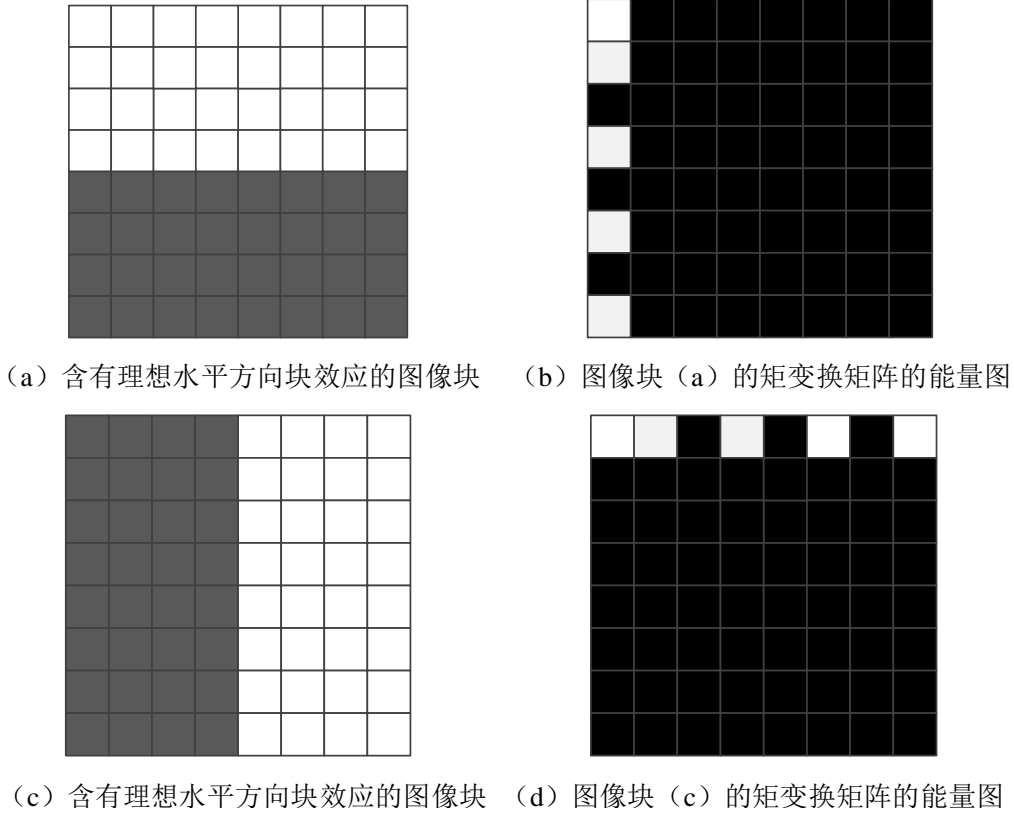 (a)含有理想水平方向块效应的图像块
(b)图像块(a)的矩变换矩阵的能量图
(c)含有理想水平方向块效应的图像块
(d)图像块(c)的矩变换矩阵的能量图